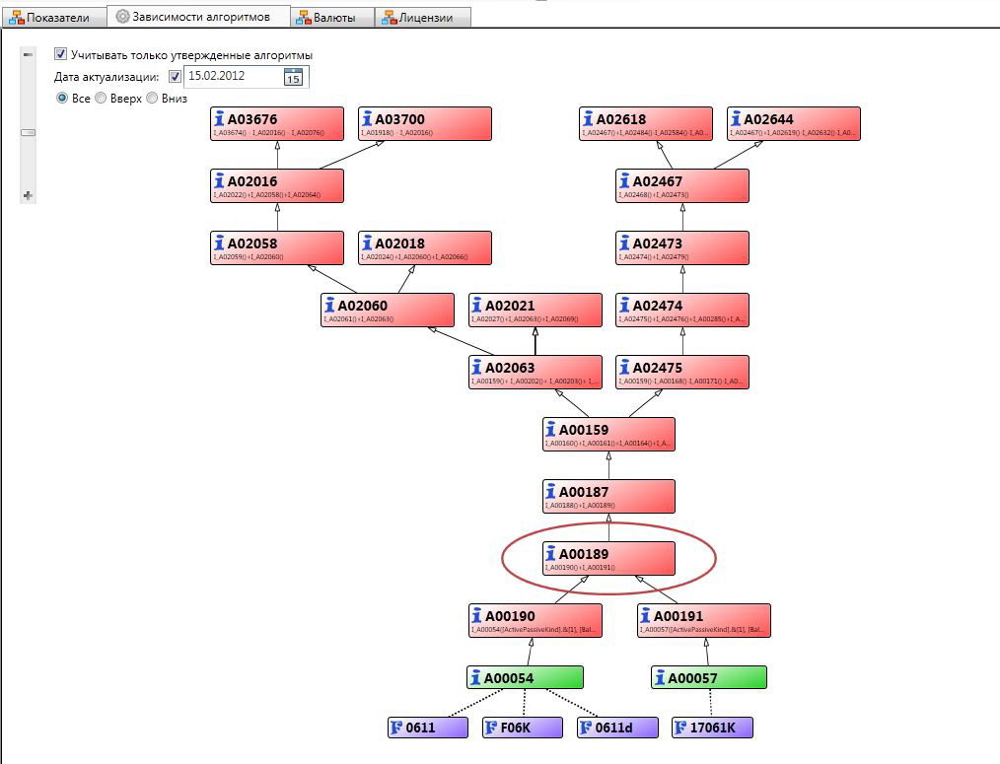 Показатели
Зависимости алгоритмов
Валюты
Лицензии
Учитывать только утвержденные алгоритмы
Дата актуализации: 15.02.2012 15
Все Вверх Вниз
A03676
I_A03674() - I_A02016() - I_A02076()
A03700
I_A01918() - I_A02016()
A02618
I_A02467()+I_A02484()-I_A02584()-I_A0...
A02644
I_A02467()+I_A02619()-I_A02632()-I_A0...
A02016
I_A02022()+I_A02058()+I_A02064()
A02467
I_A02468()+I_A02473()
A02058
I_A02059()+I_A02060()
A02018
I_A02024()+I_A02060()+I_A02066()
A02473
I_A02474()+I_A02479()
A02060
I_A02061()+I_A02063()
A02021
I_A02027()+I_A02063()+I_A02069()
A02474
I_A02475()+I_A02476()+I_A00285()+I_A...
A02063
I_A00159()+ I_A00202()+ I_A00203()+ I_...
A02475
I_A00159()-I_A00168()-I_A00171()-I_A0...
A00159
I_A00160()+I_A00161()+I_A00164()+I_A...
A00187
I_A00188()+I_A00189()
A00189
I_A00190()+I_A00191()
A00190
I_A00054([ActivePassiveKind].&[1], [Bal...
A00191
I_A00057([ActivePassiveKind].&[1], [Bal...
A00054
A00057
0611
F06K
0611d
17061K